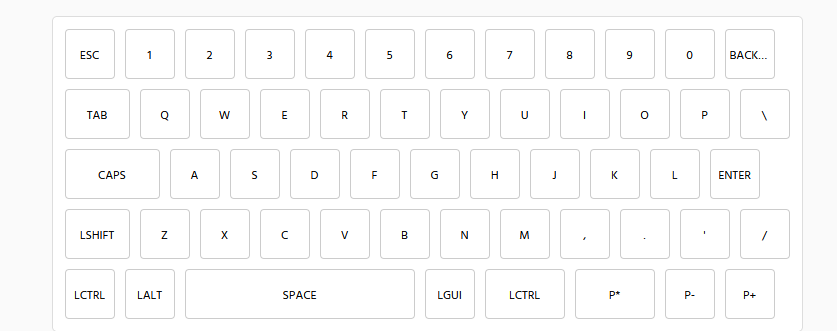 ESC 1 2 3 4 5 6 7 8 9 0 BACK...
TAB Q W E R T Y U I O P \
CAPS A S D F G H J K L ENTER
LSHIFT Z X C V B N M , . ' /
LCTRL LALT SPACE LGUI LCTRL P* P- P+